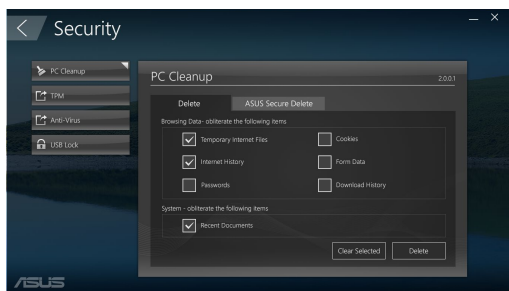 Security
PC Cleanup
TPM
Anti-Virus
USB Lock
PC Cleanup 2.0.0.1
Delete ASUS Secure Delete
Browsing Data- obliterate the following items
Temporary Internet Files Cookies
Internet History Form Data
Passwords Download History
System - obliterate the following items
Recent Documents
Clear Selected Delete
ASUS